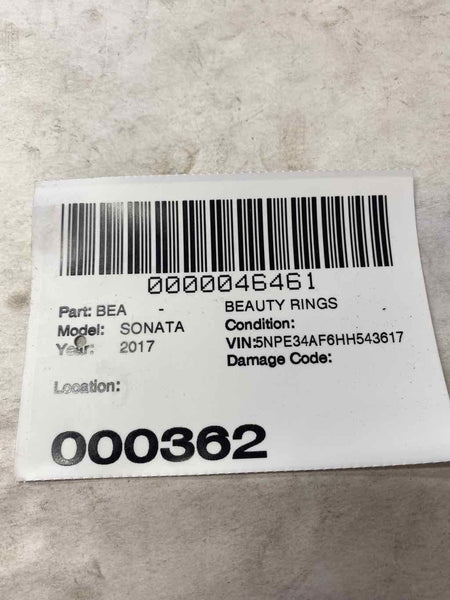 0000046461
Part: BEA - BEAUTY RINGS
Model: SONATA Condition:
Year: 2017 VIN:5NPE34AF6HH543617
Damage Code:
Location:
000362